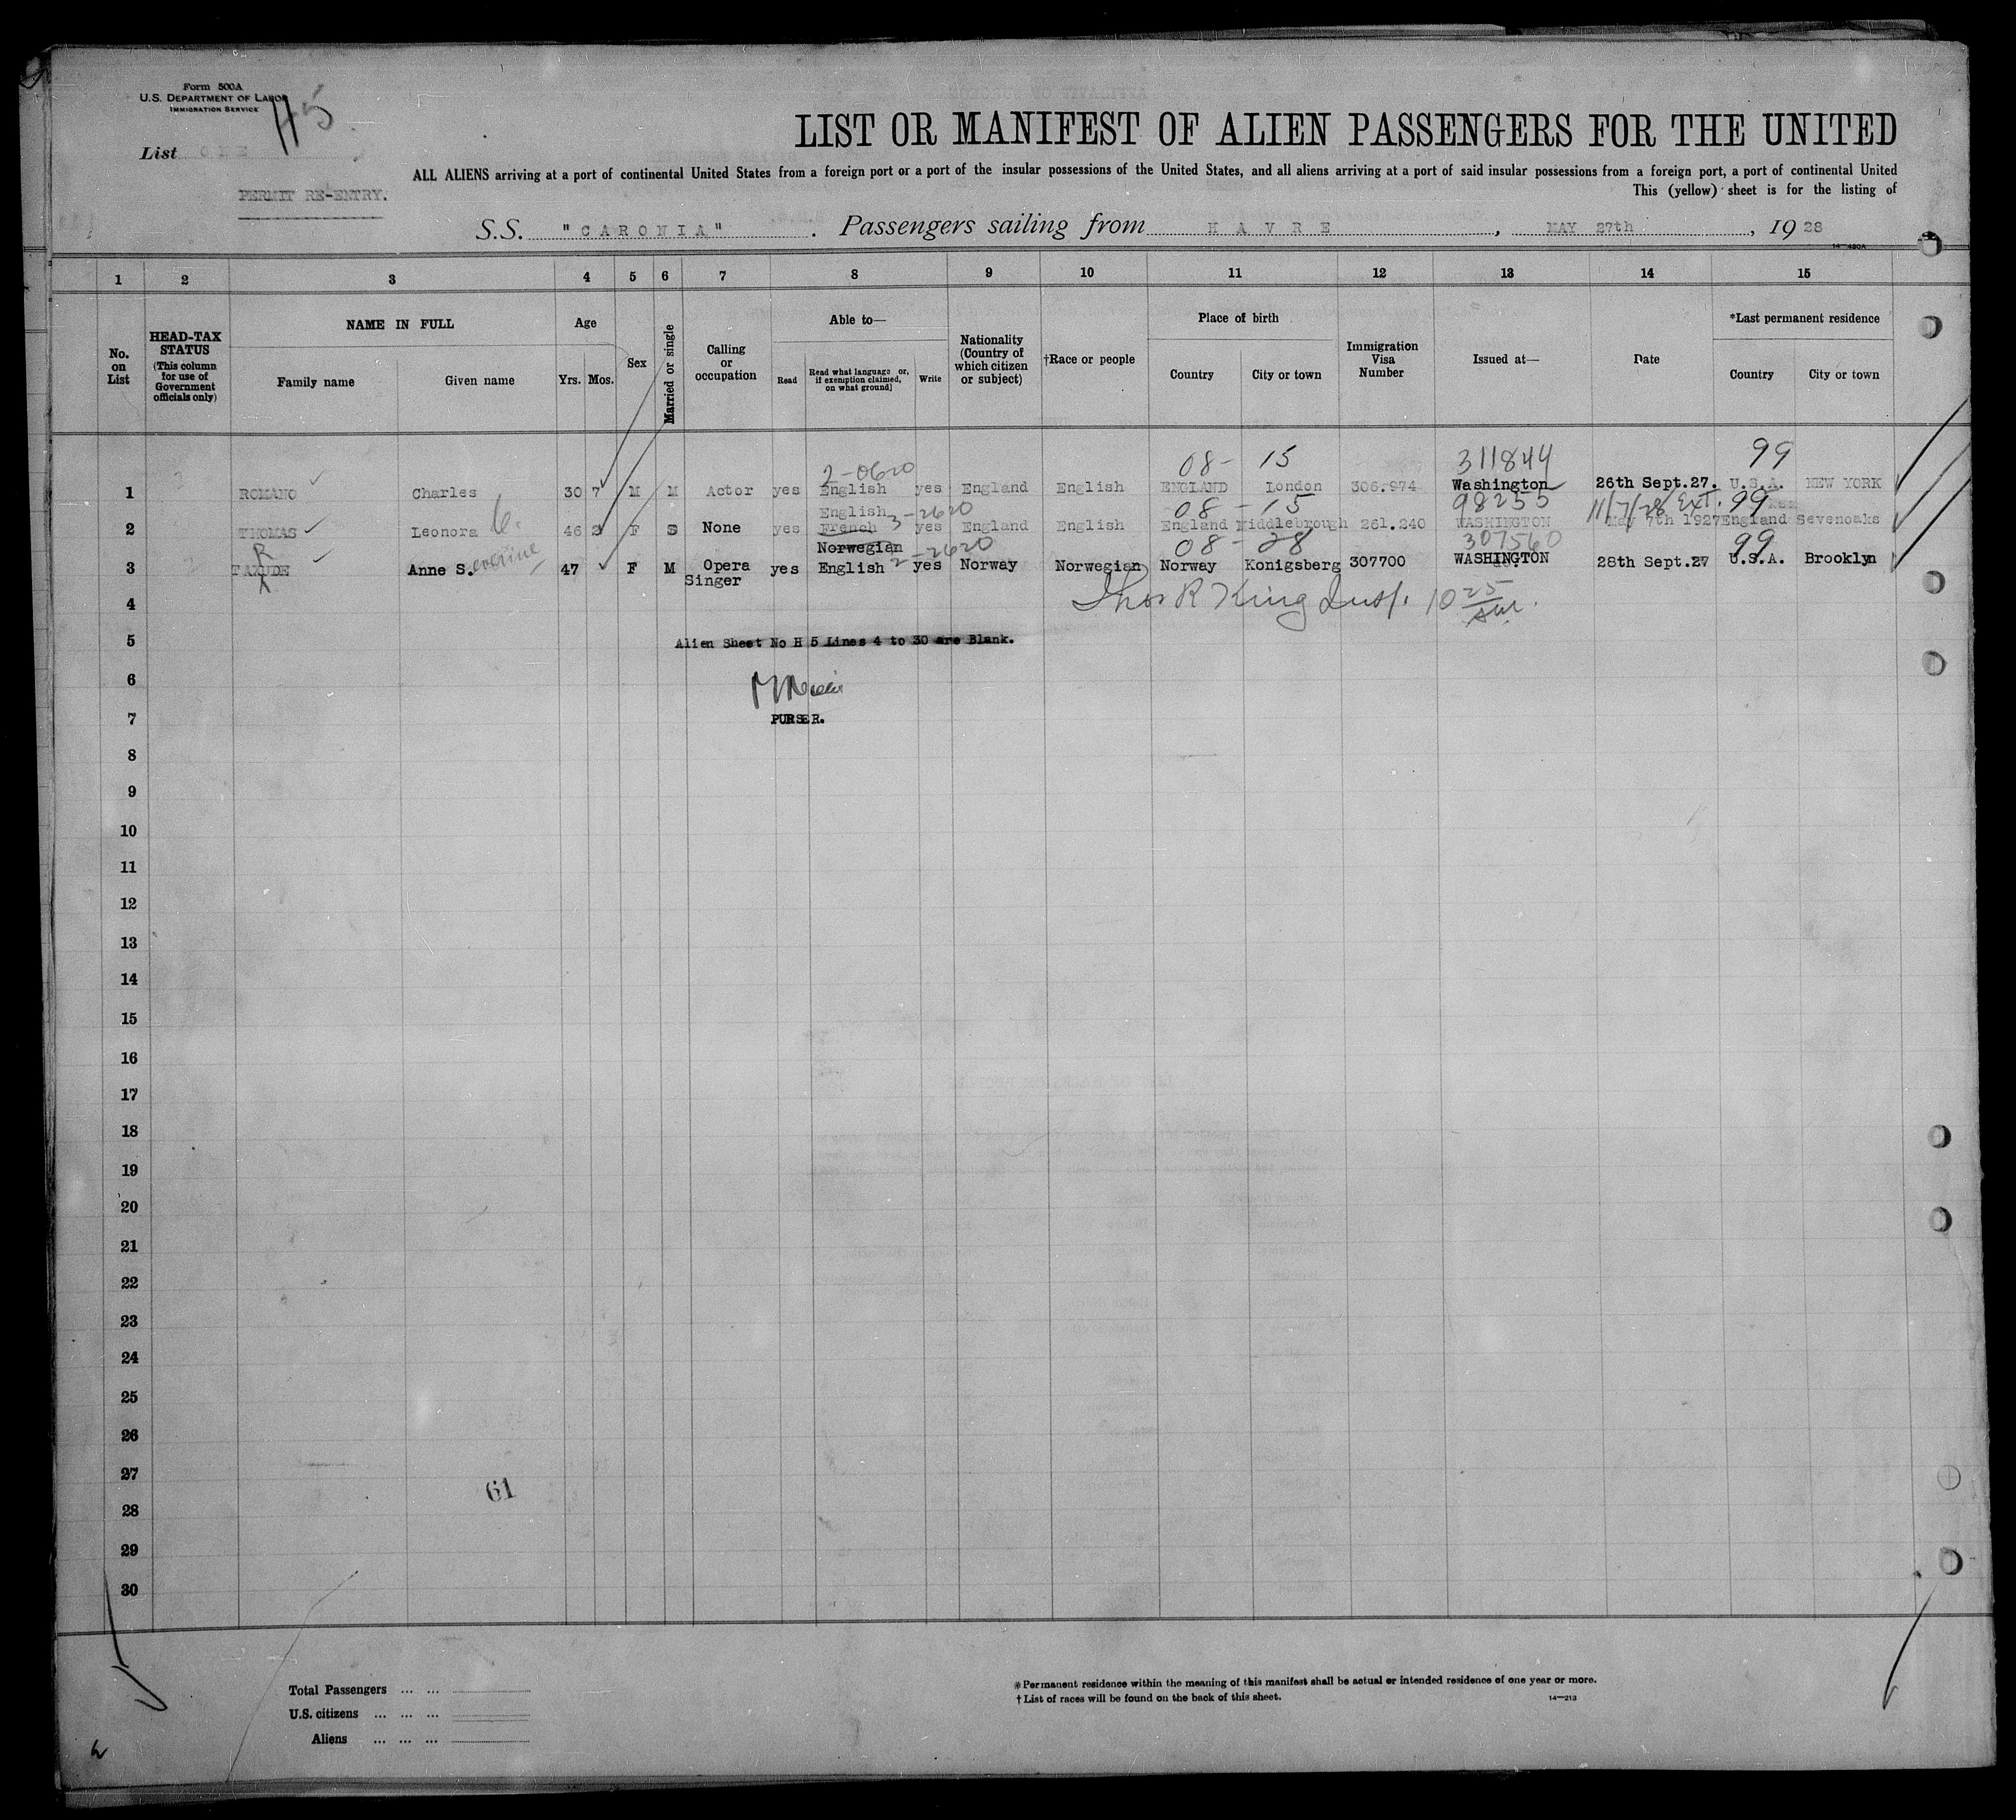 Form 500A
U.S. DEPARTMENT OF LABOR
IMMIGRATION SERVICE
H5
List ONE
PERMIT RE-ENTRY.
LIST OR MANIFEST OF ALIEN PASSENGERS FOR THE UNITED
ALL ALIENS arriving at a port of continental United States from a foreign port or a port of the insular possessions of the United States, and all aliens arriving at a port of said insular possessions from a foreign port, a port of continental United
This (yellow) sheet is for the listing of
S.S. "CARONIA". Passengers sailing from HAVRE, MAY 27th, 1928
14—480A
1 2 3 4 5 6 7 8 9 10 11 12 13 14 15
No. on List
HEAD-TAX STATUS (This column for use of Government officials only)
NAME IN FULL
Family name Given name
Age
Yrs. Mos.
Sex
Married or single
Calling or occupation
Able to—
Read Read what language [or, if exemption claimed, on what ground] Write
Nationality (Country of which citizen or subject)
†Race or people
Place of birth
Country City or town
Immigration Visa Number
Issued at—
Date
*Last permanent residence
Country City or town
2-0620 08- 15 311844 99
1 ROMANO Charles 30 7 M M Actor yes English yes England English ENGLAND London 306.974 Washington 26th Sept.27. U.S.A. NEW YORK
English 3-2620 08 - 15 98255 11/7/28 Ext. 99
2 THOMAS Leonora C. 46 F S None yes French yes England English England Middlebrough 261.240 WASHINGTON May 7th 1927 England Sevenoaks
R Norwegian 2-2620 08 - 28 307560 99
3 TAXUDE Anne S.everine 47 F M Opera Singer yes English yes Norway Norwegian Norway Konigsberg 307700 WASHINGTON 28th Sept.27 U.S.A. Brooklyn
4 Thos R King Insp. 10 25 AM.
5 Alien Sheet No H 5 Lines 4 to 30 are Blank.
6
7 PURSER.
8
9
10
11
12
13
14
15
16
17
18
19
20
21
22
23
24
25
26
27
61
28
29
30
Total Passengers ... ...
U.S. citizens ... ... ...
Aliens ... ... ...
*Permanent residence within the meaning of this manifest shall be actual or intended residence of one year or more.
†List of races will be found on the back of this sheet. 14—213